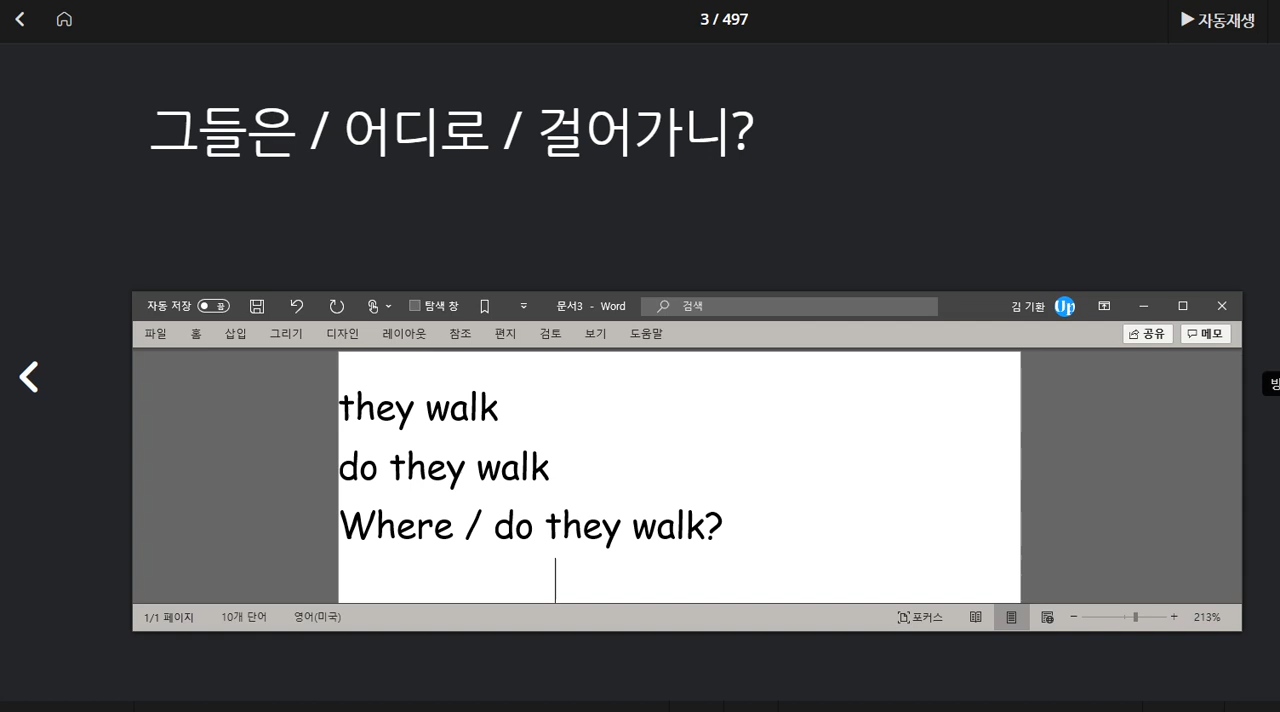 3 / 497
▶ 자동재생
그들은 / 어디로 / 걸어가니?
자동 저장 끔 탐색 창 문서3 - Word 검색 김 기환 Up
파일 홈 삽입 그리기 디자인 레이아웃 참조 편지 검토 보기 도움말 공유 메모
they walk
do they walk
Where / do they walk?
1/1 페이지 10개 단어 영어(미국) 포커스 213%